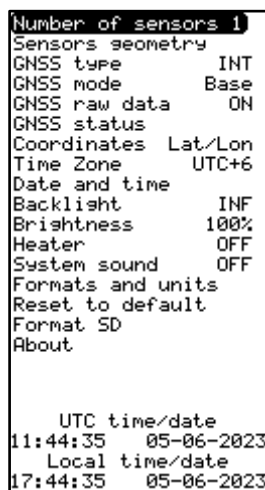 Number of sensors 1
Sensors geometry
GNSS type INT
GNSS mode Base
GNSS raw data ON
GNSS status
Coordinates Lat/Lon
Time Zone UTC+6
Date and time
Backlight INF
Brightness 100%
Heater OFF
System sound OFF
Formats and units
Reset to default
Format SD
About
UTC time/date
11:44:35 05-06-2023
Local time/date
17:44:35 05-06-2023